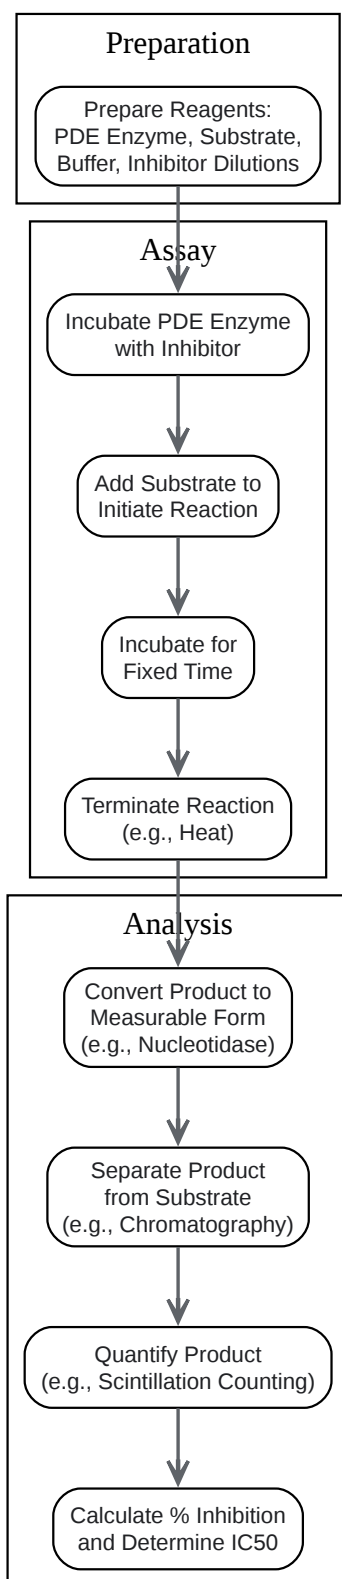 Preparation
Prepare Reagents:
PDE Enzyme, Substrate,
Buffer, Inhibitor Dilutions
Assay
Incubate PDE Enzyme
with Inhibitor
Add Substrate to
Initiate Reaction
Incubate for
Fixed Time
Terminate Reaction
(e.g., Heat)
Analysis
Convert Product to
Measurable Form
(e.g., Nucleotidase)
Separate Product
from Substrate
(e.g., Chromatography)
Quantify Product
(e.g., Scintillation Counting)
Calculate % Inhibition
and Determine IC50